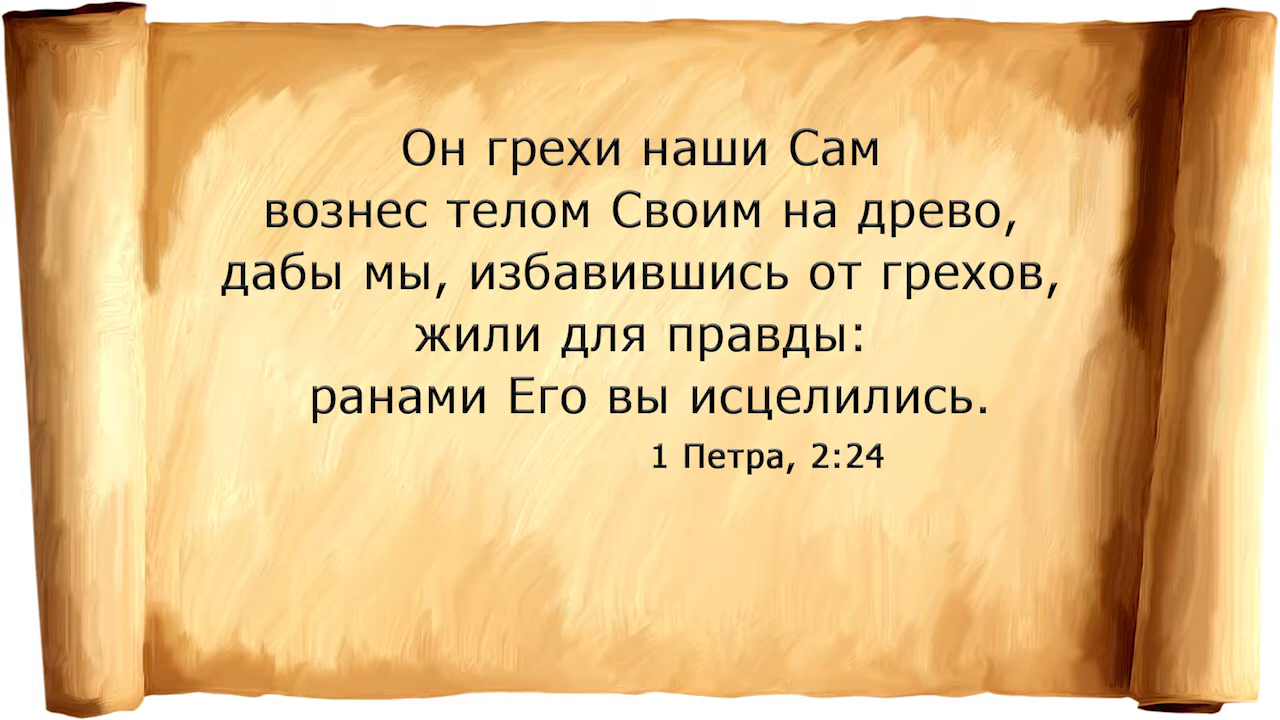 Он грехи наши Сам
вознес телом Своим на древо,
дабы мы, избавившись от грехов,
жили для правды:
ранами Его вы исцелились.
1 Петра, 2:24